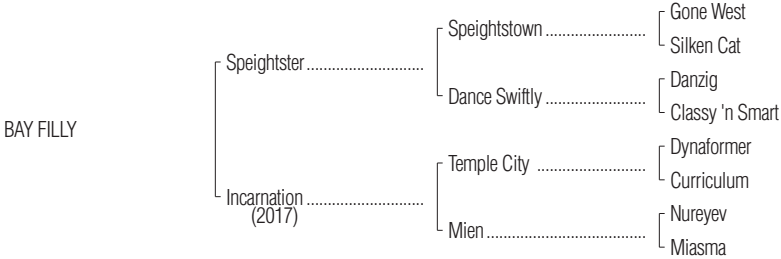 Gone West
Speightstown
Silken Cat
Speightster
Danzig
Dance Swiftly
Classy 'n Smart
BAY FILLY
Dynaformer
Temple City
Curriculum
Incarnation
(2017)
Nureyev
Mien
Miasma